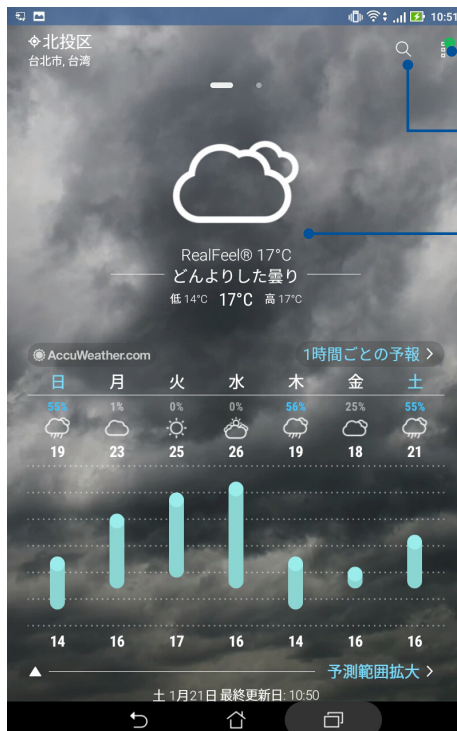 10:51
北投区
台北市, 台湾
RealFeel® 17°C
どんよりした曇り
低 14°C 17°C 高 17°C
AccuWeather.com 1時間ごとの予報
日 月 火 水 木 金 土
55% 1% 0% 0% 56% 25% 55%
19 23 25 26 19 18 21
14 16 17 16 14 16 16
予測範囲拡大
土 1月21日 最終更新日: 10:50